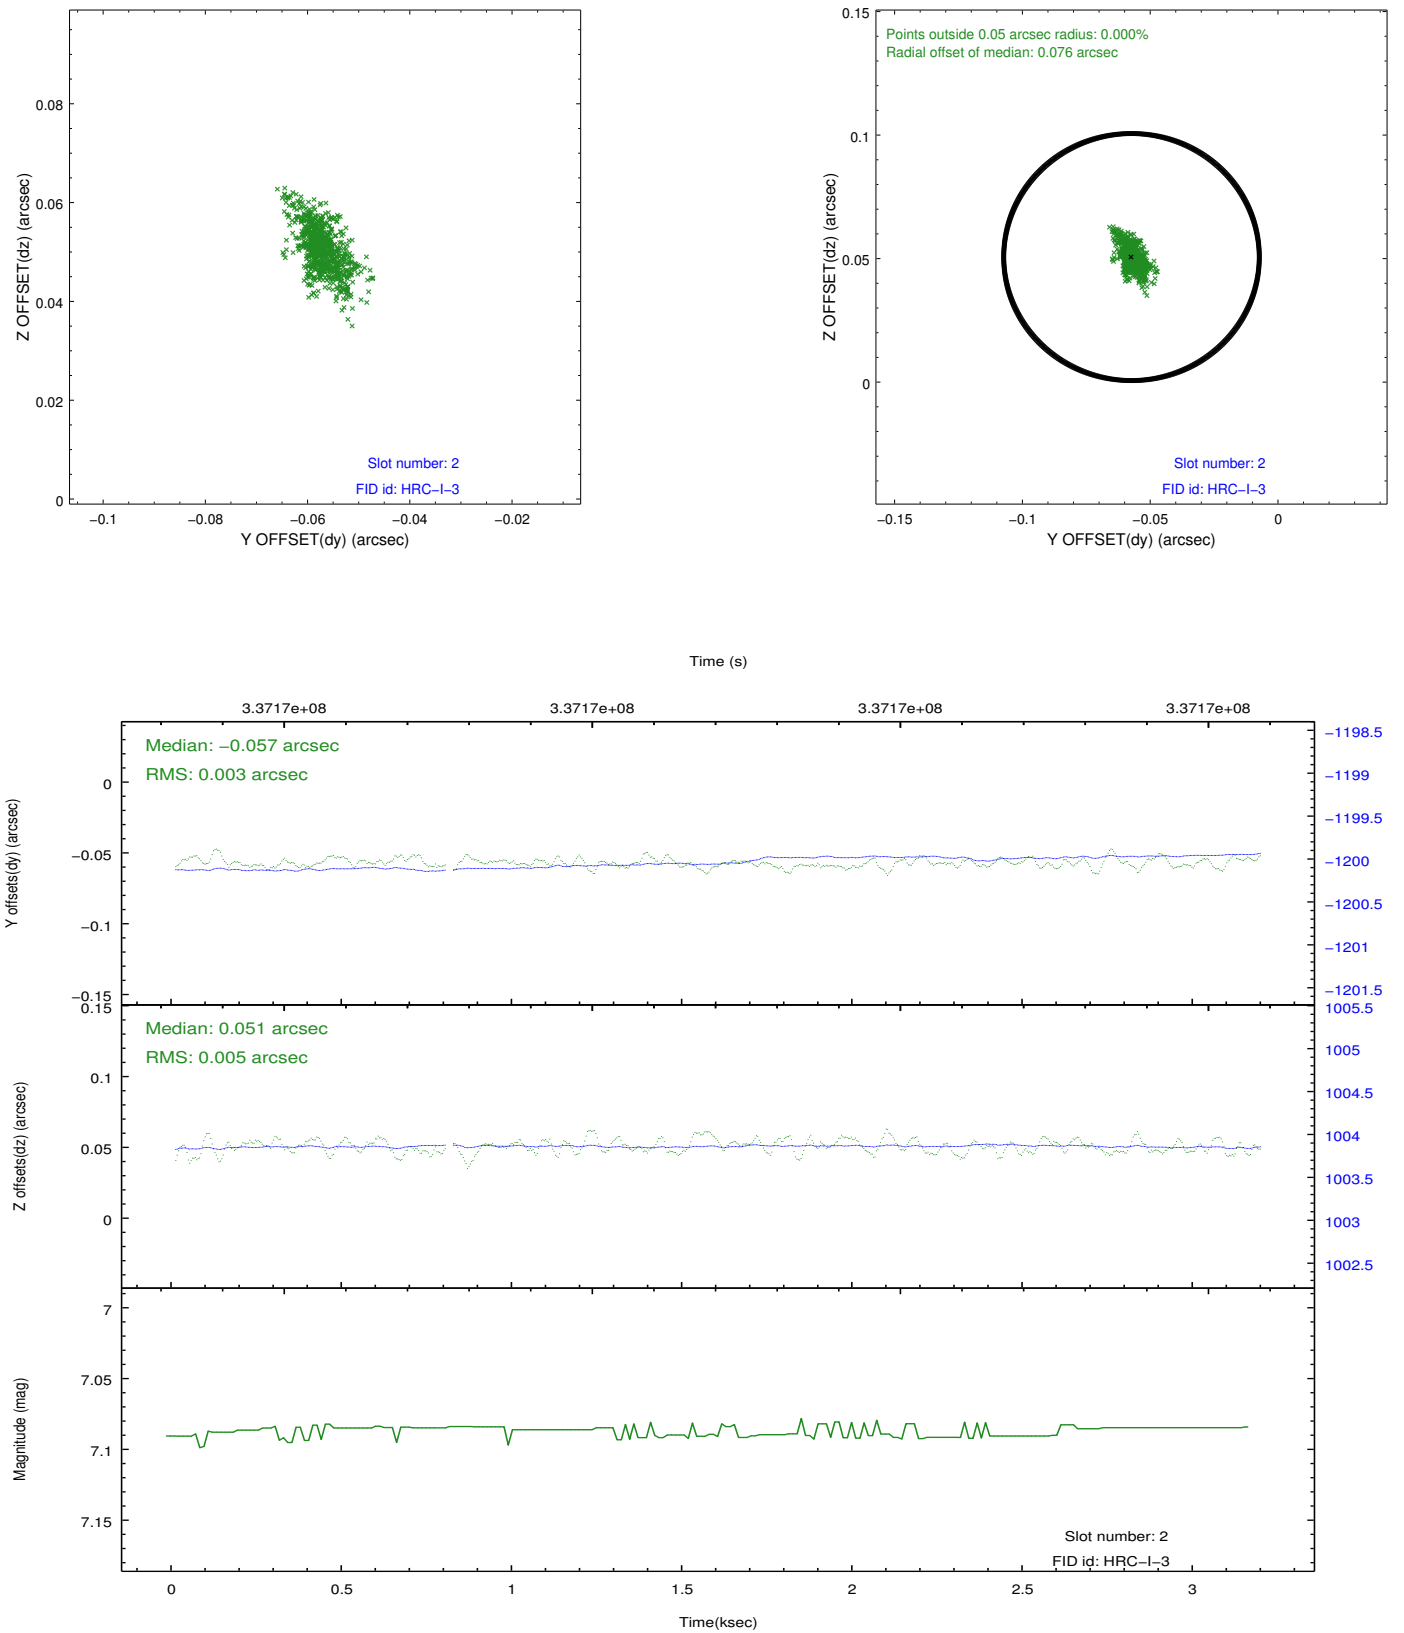 0.08
0.06
0.04
0.02
0
Z OFFSET(dz) (arcsec)
Slot number: 2
FID id: HRC−I−3
−0.1 −0.08 −0.06 −0.04 −0.02
Y OFFSET(dy) (arcsec)
Points outside 0.05 arcsec radius: 0.000%
Radial offset of median: 0.076 arcsec
0.15
0.1
0.05
0
Z OFFSET(dz) (arcsec)
Slot number: 2
FID id: HRC−I−3
−0.15 −0.1 −0.05 0
Y OFFSET(dy) (arcsec)
Time (s)
3.3717e+08 3.3717e+08 3.3717e+08 3.3717e+08
Median: −0.057 arcsec
RMS: 0.003 arcsec
0
−0.05
−0.1
−0.15
Y offsets(dy) (arcsec)
−1198.5
−1199
−1199.5
−1200
−1200.5
−1201
−1201.5
Median: 0.051 arcsec
RMS: 0.005 arcsec
0.15
0.1
0.05
0
Z offsets(dz) (arcsec)
1005.5
1005
1004.5
1004
1003.5
1003
1002.5
7
7.05
7.1
7.15
Magnitude (mag)
Slot number: 2
FID id: HRC−I−3
0 0.5 1 1.5 2 2.5 3
Time(ksec)